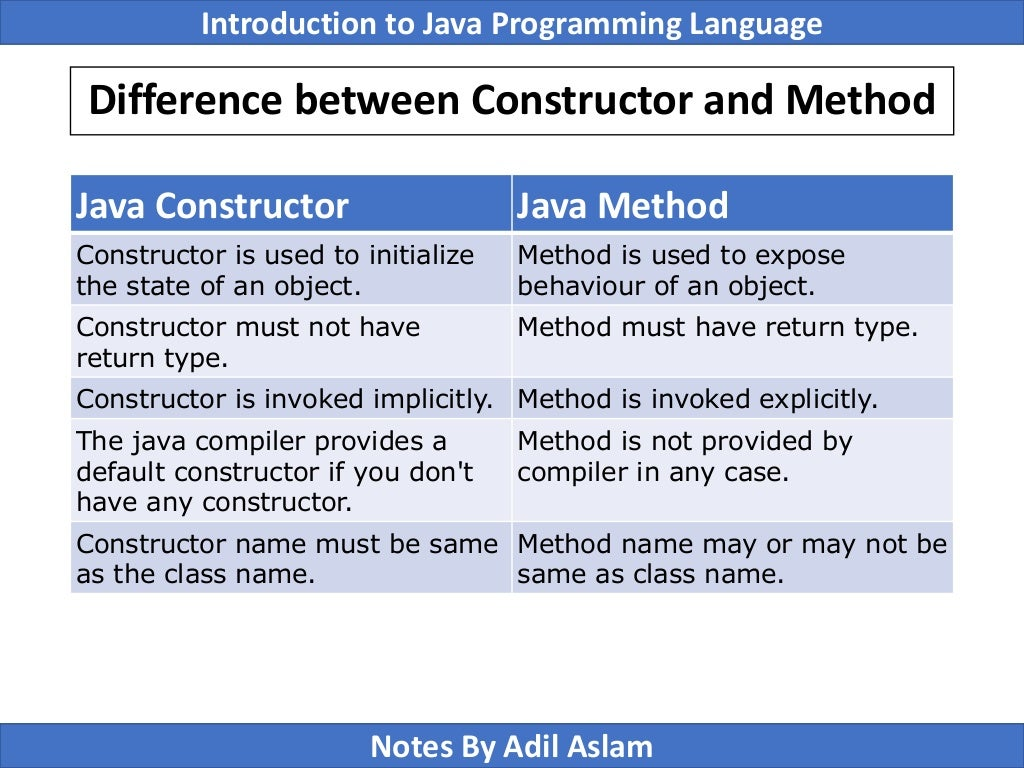 Introduction to Java Programming Language
Difference between Constructor and Method
Java Constructor
Java Method
Constructor is used to initialize
the state of an object.
Method is used to expose
behaviour of an object.
Constructor must not have
return type.
Method must have return type.
Constructor is invoked implicitly.
Method is invoked explicitly.
The java compiler provides a
default constructor if you don't
have any constructor.
Method is not provided by
compiler in any case.
Constructor name must be same
as the class name.
Method name may or may not be
same as class name.
Notes By Adil Aslam